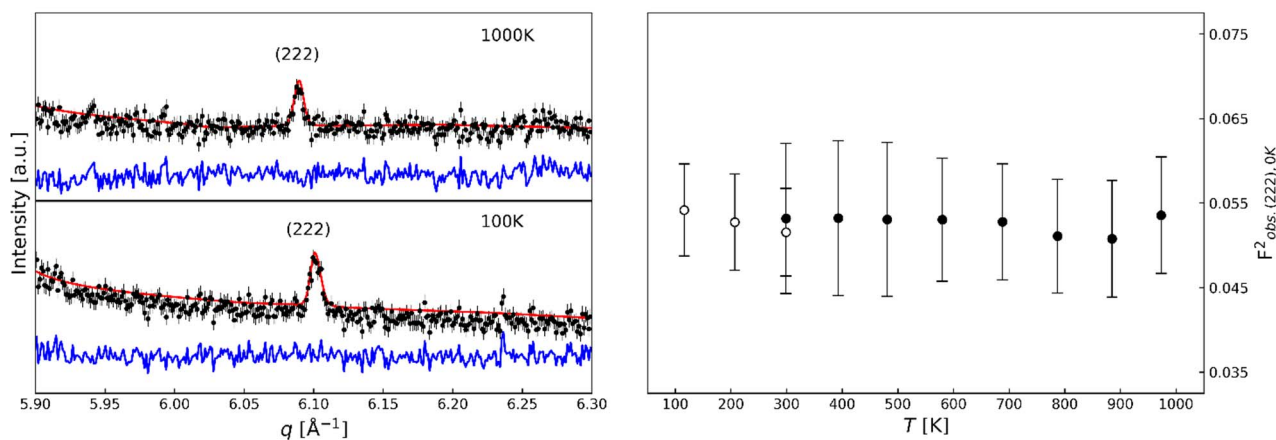 1000K
(222)
100K
(222)
Intensity [a.u.]
5.90 5.95 6.00 6.05 6.10 6.15 6.20 6.25 6.30
q [Å−1]
0.075
0.065
0.055
0.045
0.035
F2obs.(222),0K
100 200 300 400 500 600 700 800 900 1000
T [K]